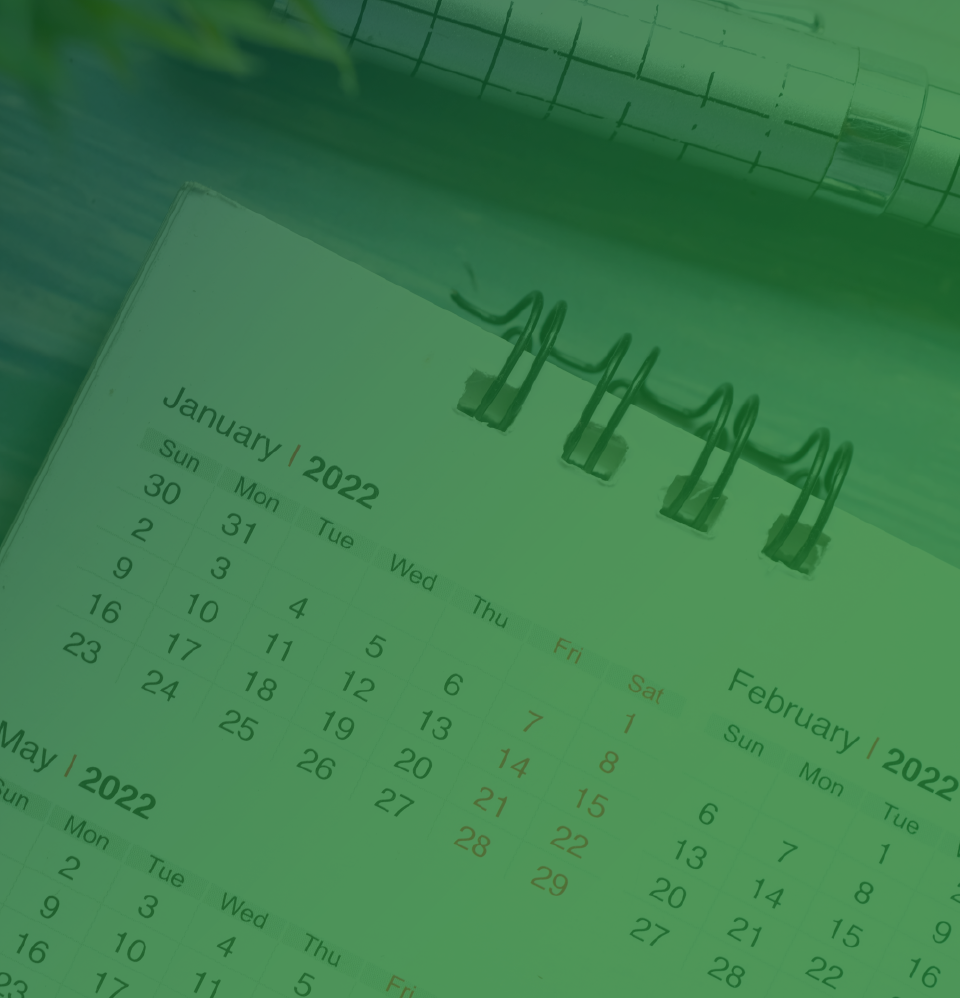 January | 2022
Sun Mon Tue Wed Thu Fri Sat
30 31 1
2 3 4 5 6 7 8
9 10 11 12 13 14 15
16 17 18 19 20 21 22
23 24 25 26 27 28 29
February | 2022
Sun Mon Tue
1
6 7 8 9
13 14 15 16
20 21 22
27 28
May | 2022
Sun Mon Tue Wed Thu Fri
2 3 4 5
9 10 11
16 17
23